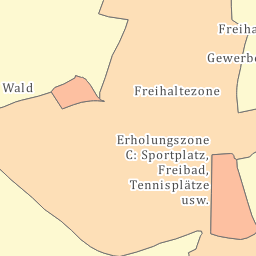 Freiha
Gewerbe
Wald
Freihaltezone
Erholungszone
C: Sportplatz,
Freibad,
Tennisplätze
usw.